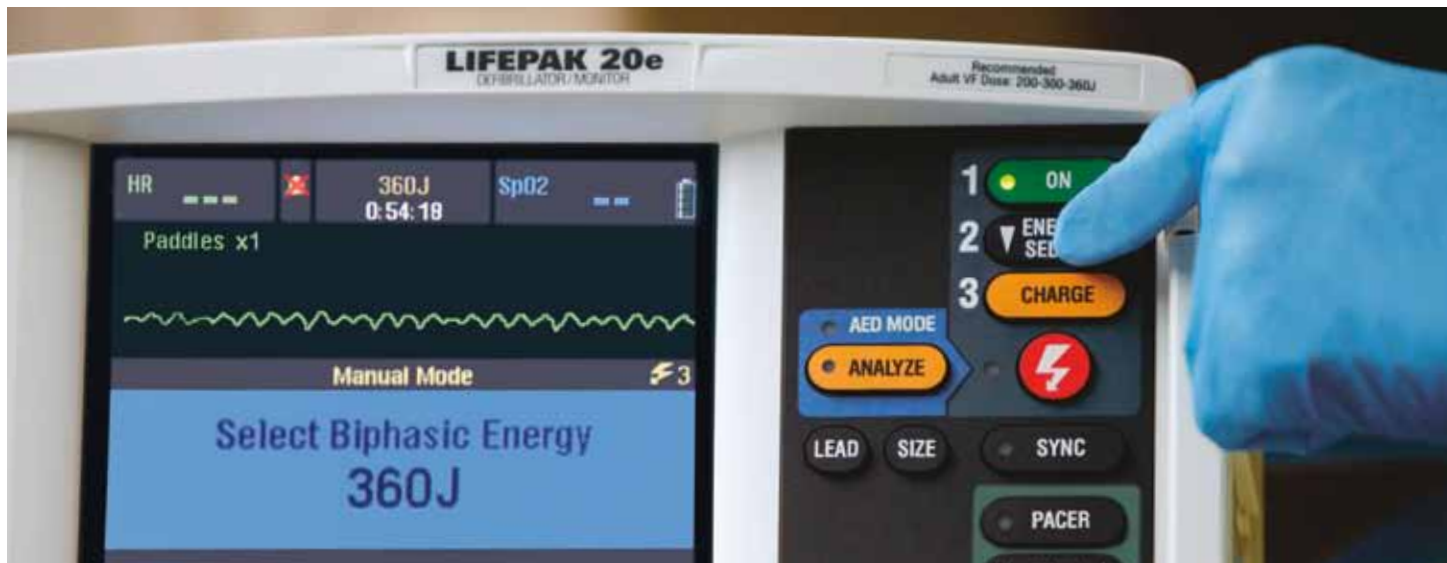 LIFEPAK 20e
DEFIBRILLATOR/MONITOR
Recommended
Adult VF Dose: 200-300-360J
HR ---
360J
0:54:18
SpO2 --
Paddles x1
Manual Mode
3
Select Biphasic Energy
360J
1 ON
2
3 CHARGE
AED MODE
ANALYZE
LEAD
SIZE
SYNC
PACER